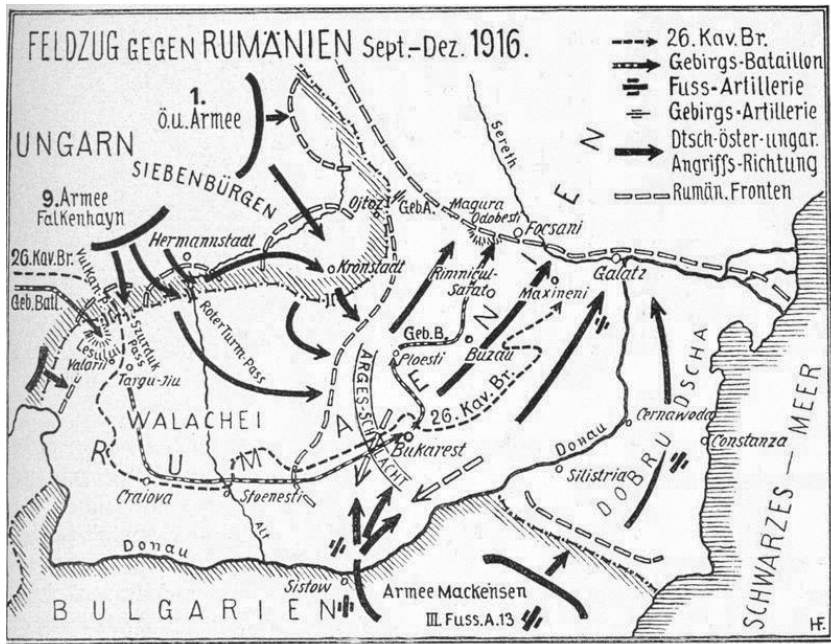 FELDZUG GEGEN RUMÄNIEN Sept.-Dez. 1916.
26. Kav. Br.
Gebirgs-Bataillon
Fuss-Artillerie
Gebirgs-Artillerie
Dtsch-öster-ungar.
Angriffs-Richtung
Rumän. Fronten
1.
ö.u. Armee
UNGARN
SIEBENBÜRGEN
9. Armee
Falkenhayn
Hermannstadt
Ojtoz
Geb.A.
Sereth
Magura
Odobesti
Focsani
Galatz
Kronstadt
26. Kav. Br.
Geb. Batl.
Vulkan
Szurduk
Pass
Lesului
Valarii
Targu-Jiu
Roter Turm-Pass
Rimnicul-
Sarat
Maxineni
Geb. B.
Ploesti
Buzau
26. Kav. Br.
ARGES-SCHLACHT
WALACHEI
RUMAENIEN
Bukarest
Craiova
Stoenesti
Alt
Donau
Donau
Silistria
Cernawoda
Constanza
DOBRUDSCHA
SCHWARZES - MEER
Sistow
BULGARIEN
Armee Mackensen
III. Fuss. A. 13
HF.